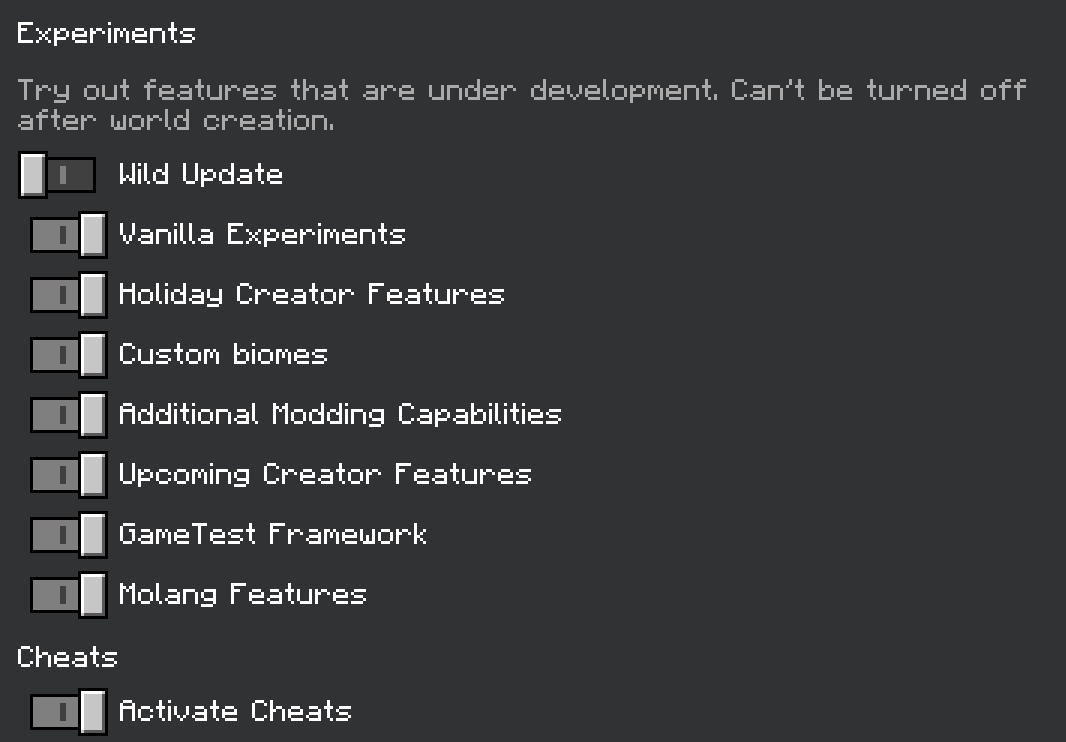 Experiments
Try out features that are under development. Can't be turned off
after world creation.
Wild Update
Vanilla Experiments
Holiday Creator Features
Custom biomes
Additional Modding Capabilities
Upcoming Creator Features
GameTest Framework
Molang Features
Cheats
Activate Cheats